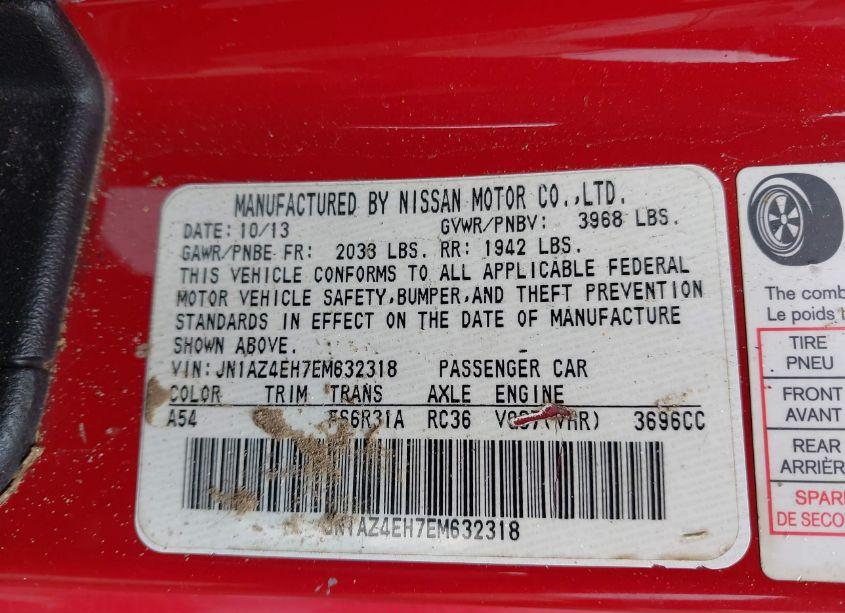 MANUFACTURED BY NISSAN MOTOR CO.,LTD.
DATE: 10/13 GVWR/PNBV: 3968 LBS.
GAWR/PNBE FR: 2033 LBS. RR: 1942 LBS.
THIS VEHICLE CONFORMS TO ALL APPLICABLE FEDERAL
MOTOR VEHICLE SAFETY,BUMPER,AND THEFT PREVENTION
STANDARDS IN EFFECT ON THE DATE OF MANUFACTURE
SHOWN ABOVE.
VIN: JN1AZ4EH7EM632318 PASSENGER CAR
COLOR TRIM TRANS AXLE ENGINE
A54 FS6R31A RC36 (VHR) 3696CC
JN1AZ4EH7EM632318
The comb
Le poids
TIRE
PNEU
FRONT
AVANT
REAR
ARRIÈR
SPAR
DE SECO